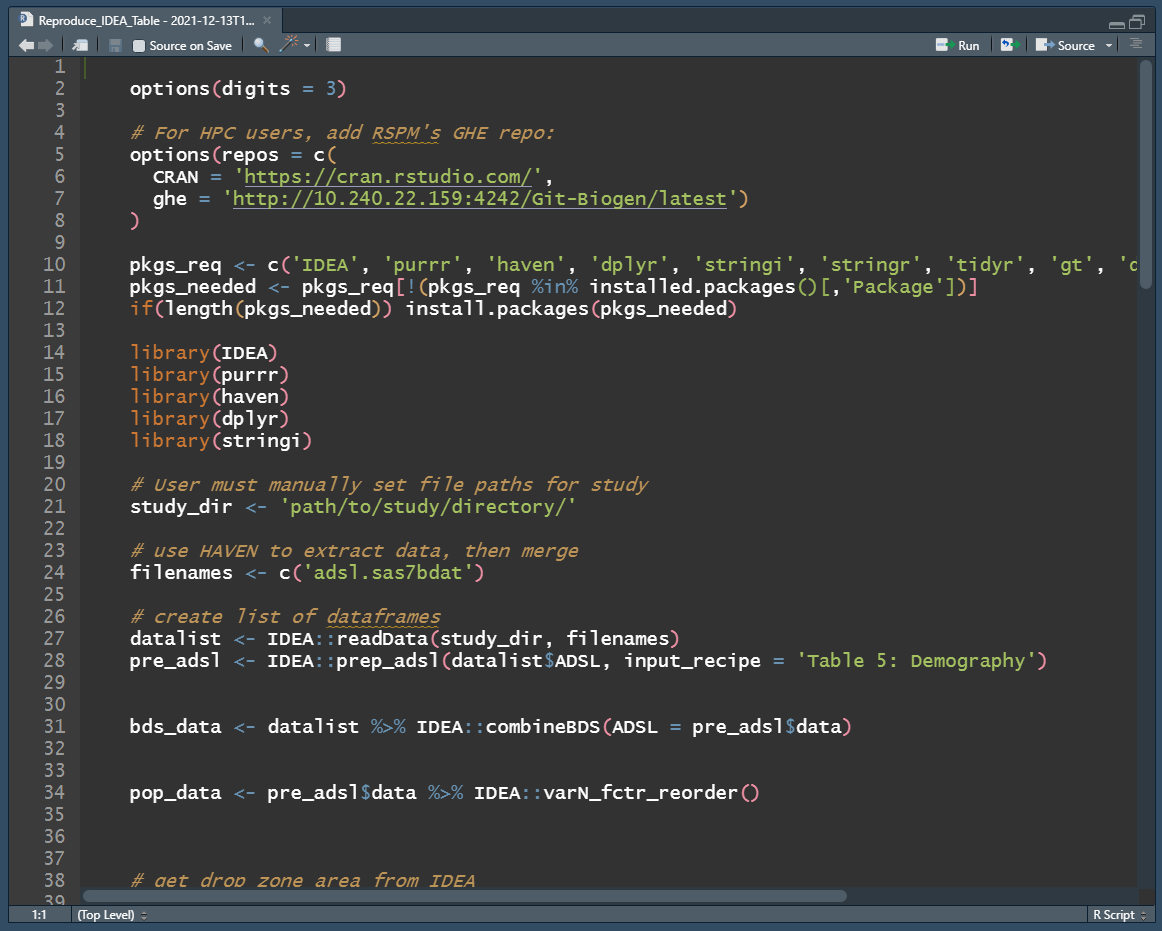 Reproduce_IDEA_Table - 2021-12-13T1...
Source on Save
Run
Source
1
2 options(digits = 3)
3
4 # For HPC users, add RSPM's GHE repo:
5 options(repos = c(
6 CRAN = 'https://cran.rstudio.com/',
7 ghe = 'http://10.240.22.159:4242/Git-Biogen/latest')
8 )
9
10 pkgs_req <- c('IDEA', 'purrr', 'haven', 'dplyr', 'stringi', 'stringr', 'tidyr', 'gt', '
11 pkgs_needed <- pkgs_req[!(pkgs_req %in% installed.packages()[,'Package'])]
12 if(length(pkgs_needed)) install.packages(pkgs_needed)
13
14 library(IDEA)
15 library(purrr)
16 library(haven)
17 library(dplyr)
18 library(stringi)
19
20 # User must manually set file paths for study
21 study_dir <- 'path/to/study/directory/'
22
23 # use HAVEN to extract data, then merge
24 filenames <- c('adsl.sas7bdat')
25
26 # create list of dataframes
27 datalist <- IDEA::readData(study_dir, filenames)
28 pre_adsl <- IDEA::prep_adsl(datalist$ADSL, input_recipe = 'Table 5: Demography')
29
30
31 bds_data <- datalist %>% IDEA::combineBDS(ADSL = pre_adsl$data)
32
33
34 pop_data <- pre_adsl$data %>% IDEA::varN_fctr_reorder()
35
36
37
38 # get drop zone area from IDEA
39
1:1
(Top Level)
R Script